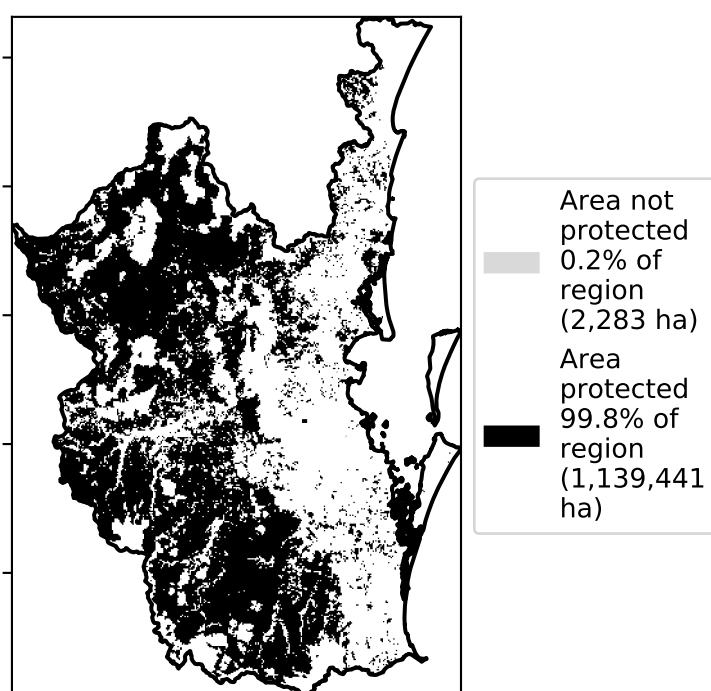 Area not
protected
0.2% of
region
(2,283 ha)
Area
protected
99.8% of
region
(1,139,441
ha)